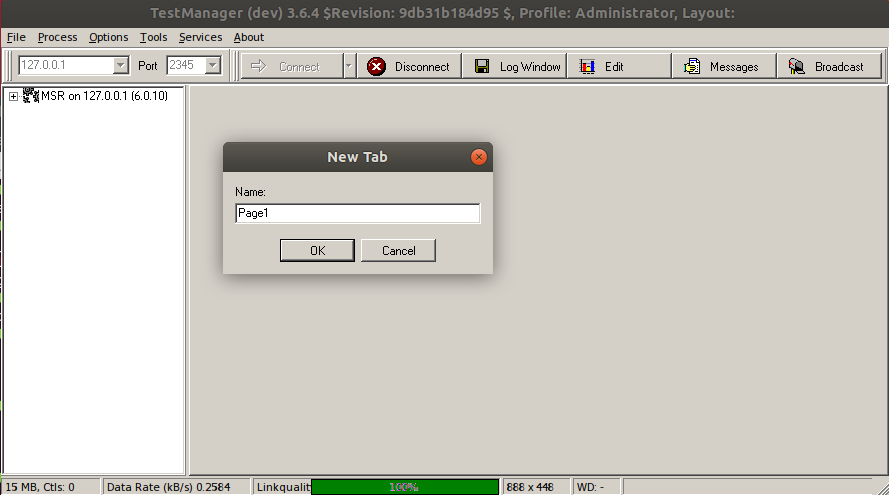 TestManager (dev) 3.6.4 $Revision: 9db31b184d95 $, Profile: Administrator, Layout:
File Process Options Tools Services About
127.0.0.1 Port 2345 Connect Disconnect Log Window Edit Messages Broadcast
MSR on 127.0.0.1 (6.0.10)
New Tab
Name:
Page1
OK Cancel
15 MB, Ctls: 0 Data Rate (kB/s) 0.2584 Linkqualit 100% 888 x 448 WD: -